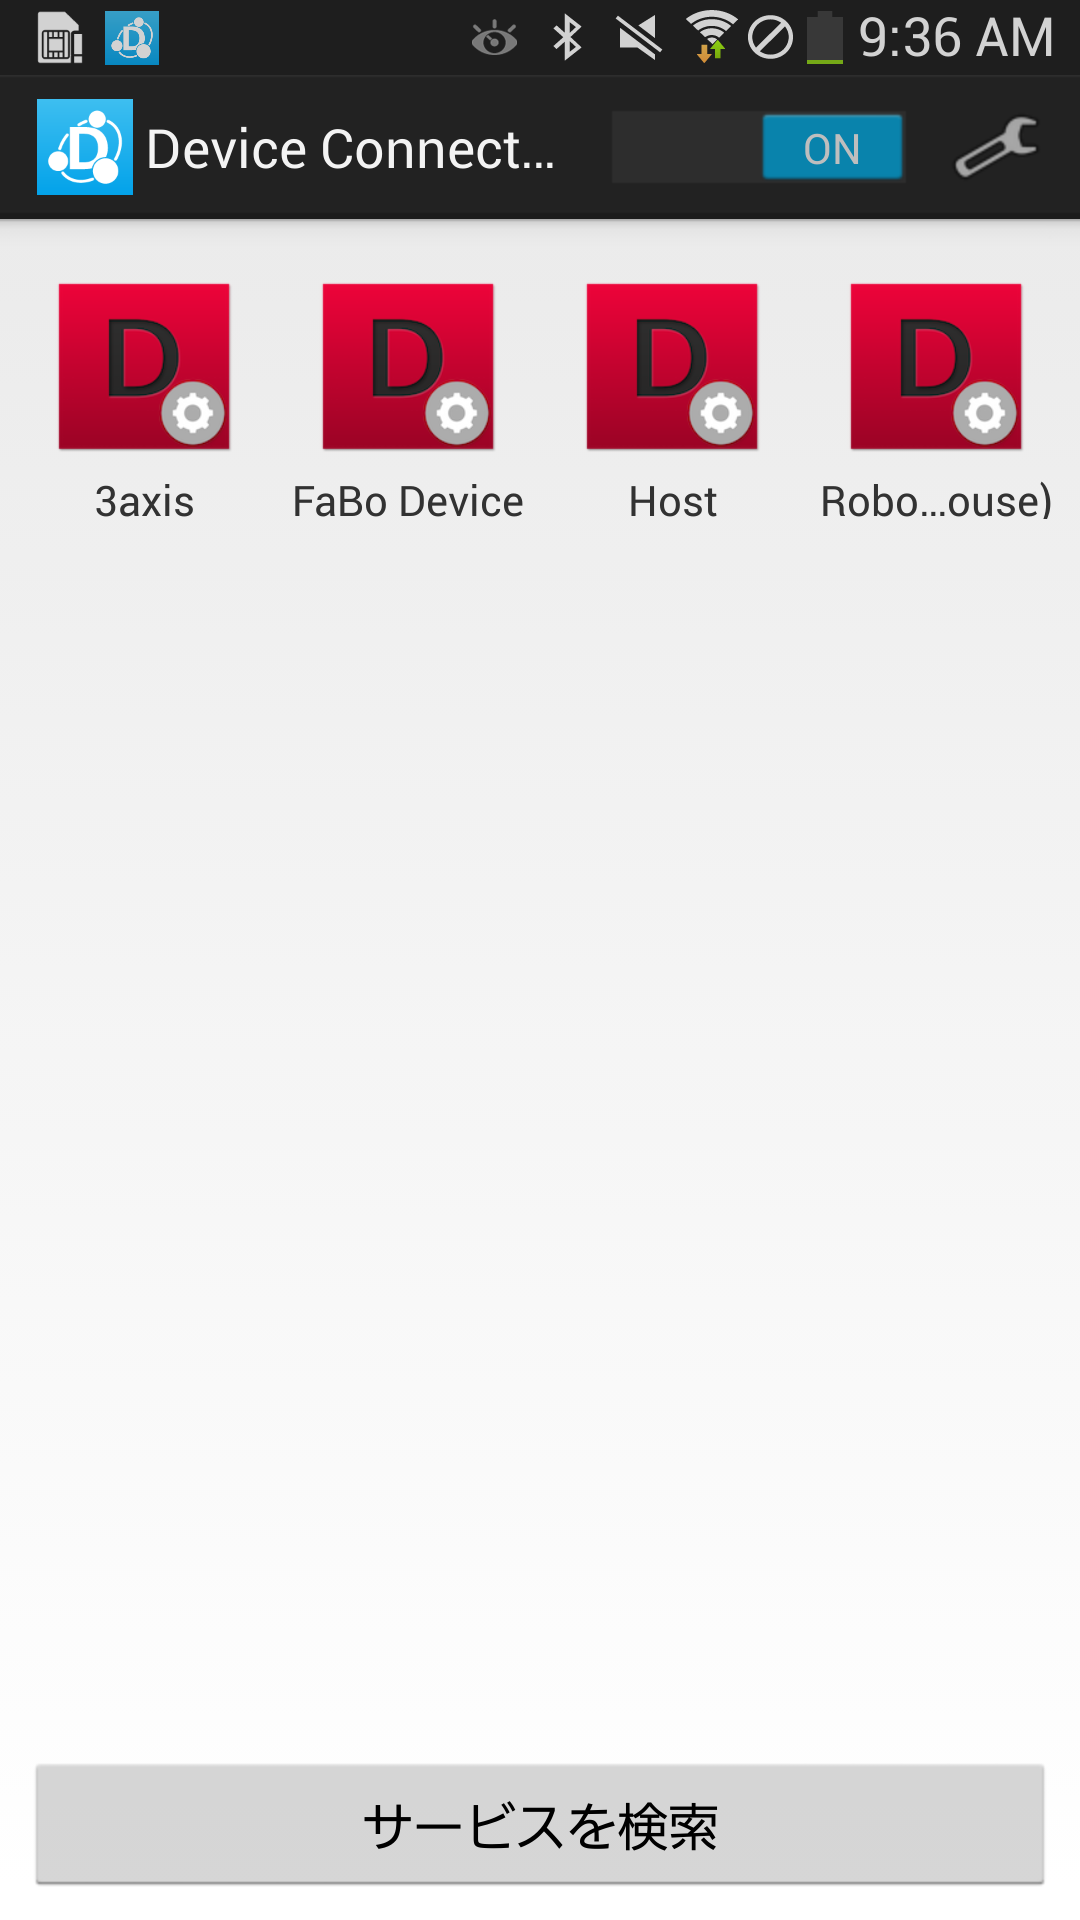 9:36 AM
Device Connect...
ON
D D D D
3axis FaBo Device Host Robo...ouse)
サービスを検索